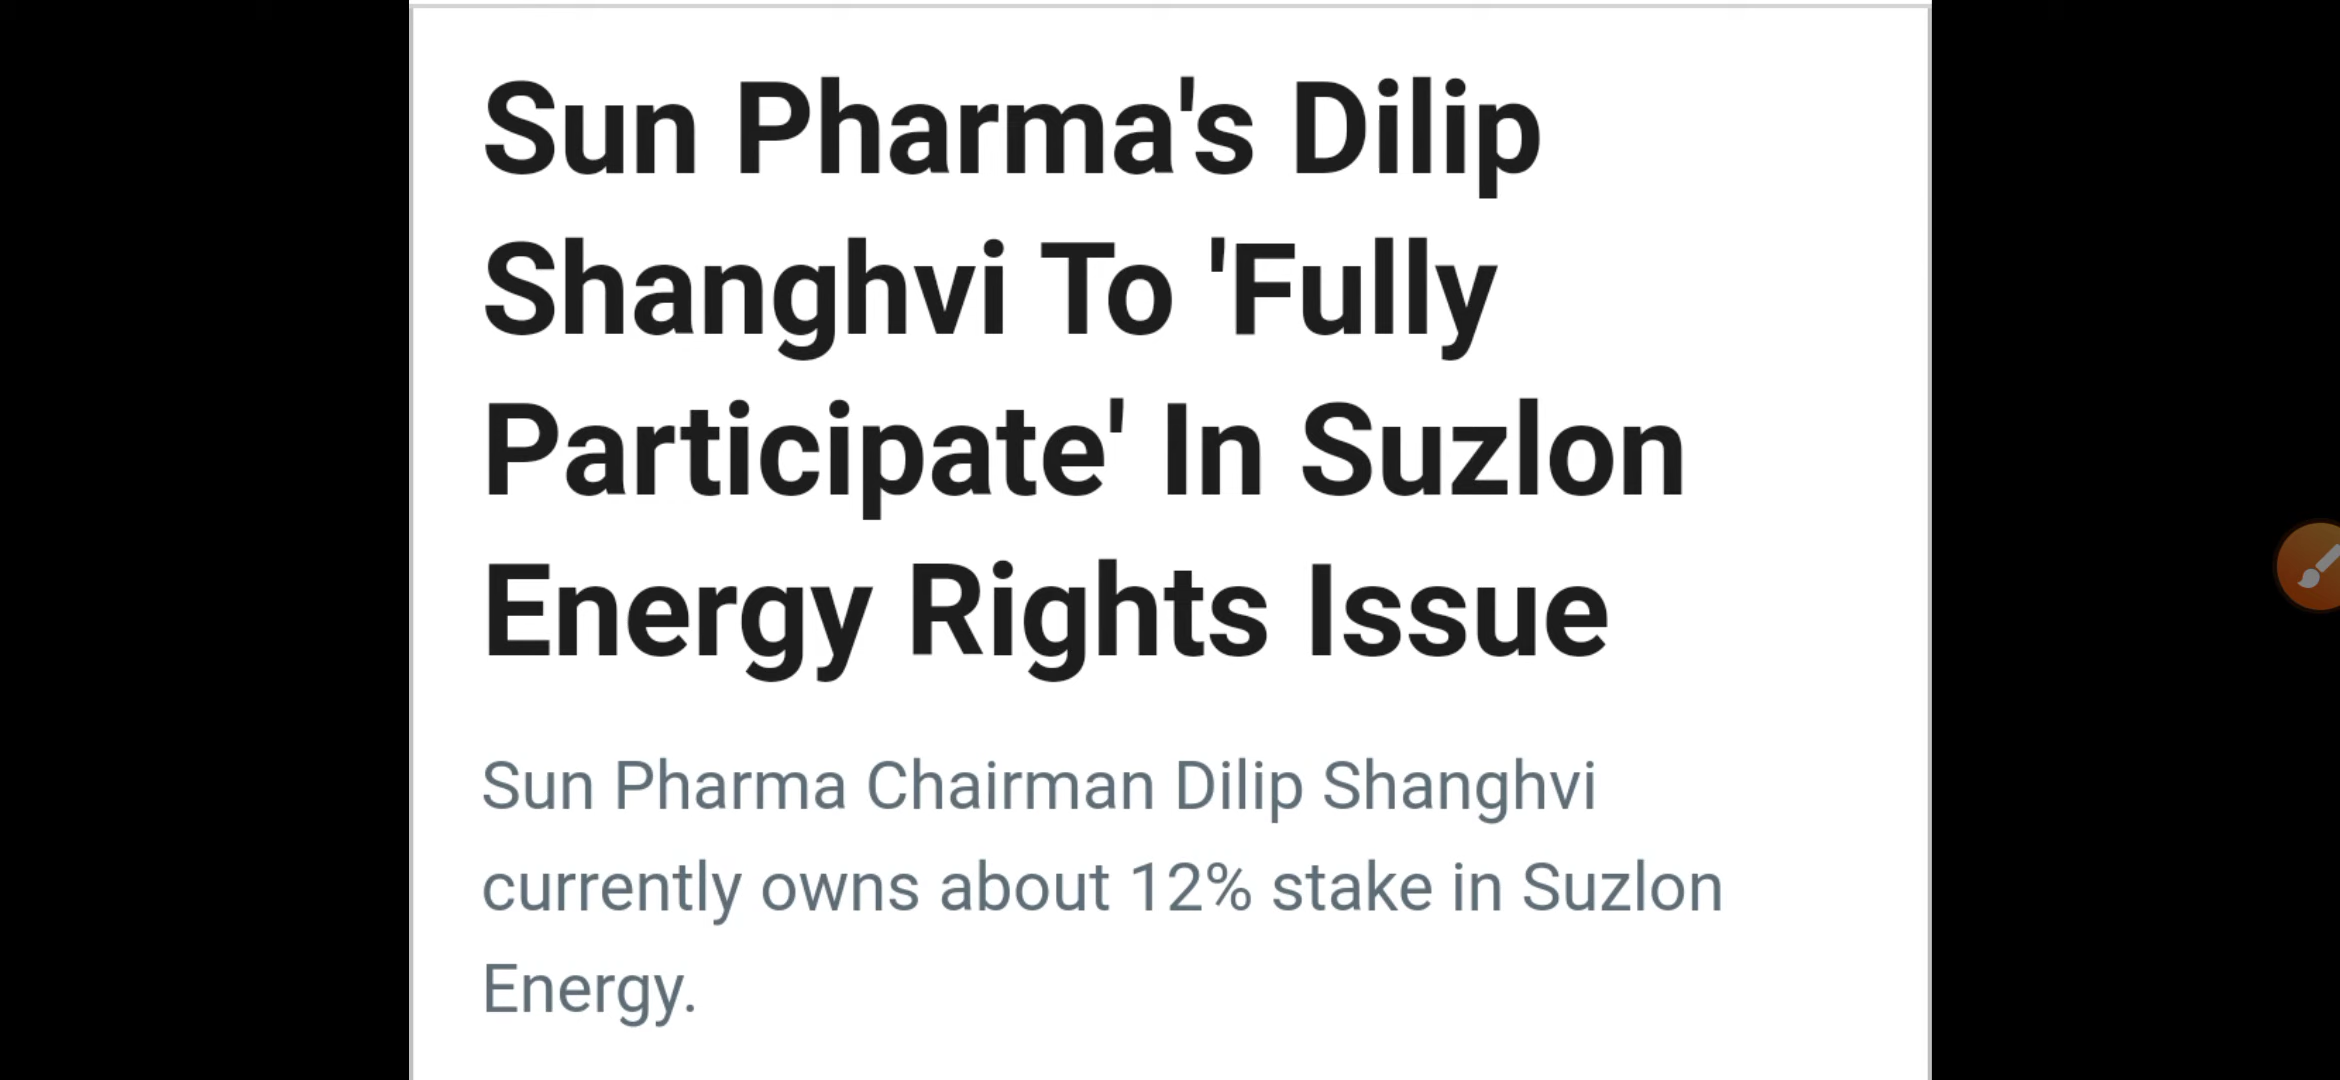 Sun Pharma's Dilip
Shanghvi To 'Fully
Participate' In Suzlon
Energy Rights Issue
Sun Pharma Chairman Dilip Shanghvi
currently owns about 12% stake in Suzlon
Energy.